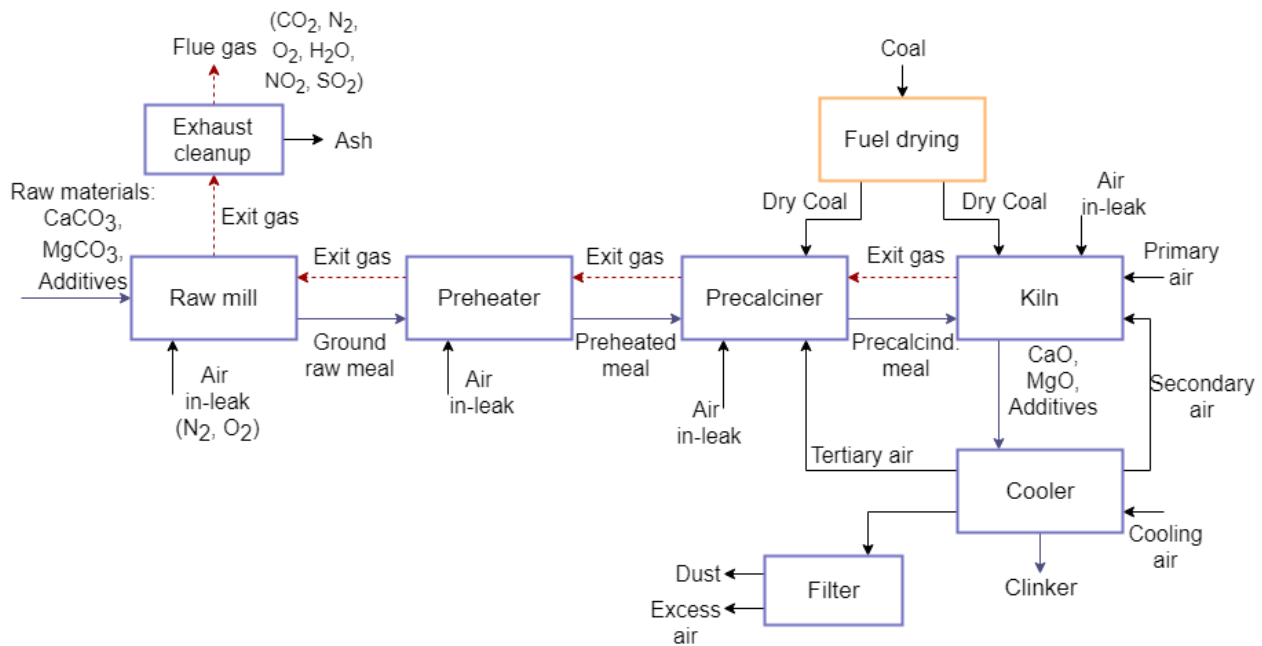 (CO₂, N₂,
O₂, H₂O,
NO₂, SO₂)
Flue gas
Coal
Exhaust
cleanup
Ash
Fuel drying
Raw materials:
CaCO₃,
MgCO₃,
Additives
Exit gas
Dry Coal
Dry Coal
Air
in-leak
Exit gas
Exit gas
Exit gas
Primary
air
Raw mill
Preheater
Precalciner
Kiln
Ground
raw meal
Preheated
meal
Precalcind.
meal
CaO,
MgO,
Additives
Secondary
air
Air
in-leak
(N₂, O₂)
Air
in-leak
Air
in-leak
Tertiary air
Cooler
Cooling
air
Dust
Excess
air
Filter
Clinker